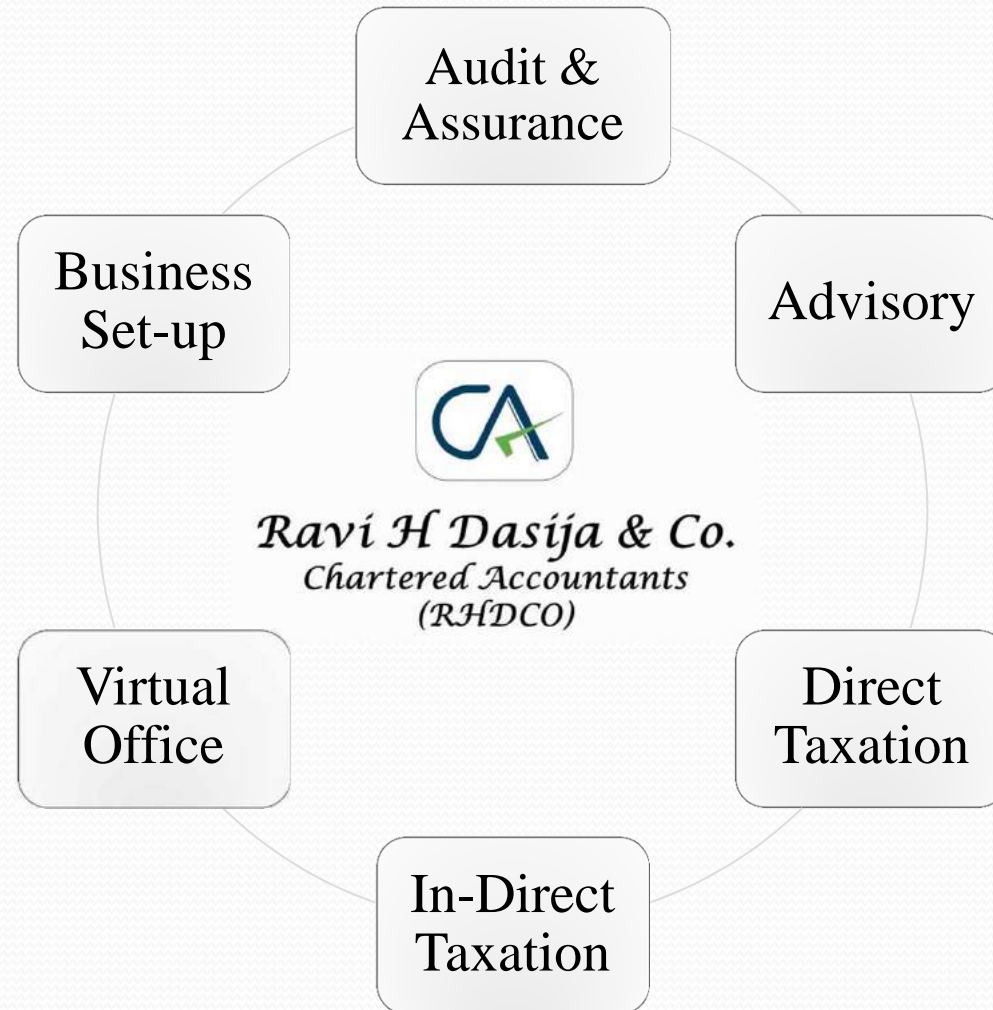 Audit &
Assurance
Business
Set-up
Advisory
CA
Ravi H Dasija & Co.
Chartered Accountants
(RHDCO)
Virtual
Office
Direct
Taxation
In-Direct
Taxation